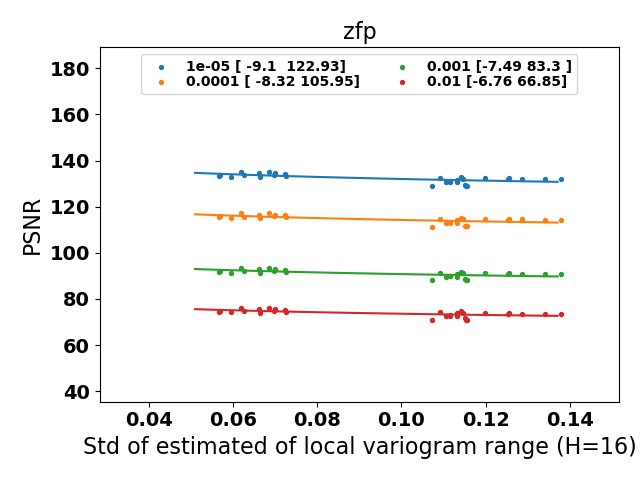 zfp
1e-05 [ -9.1  122.93]
0.0001 [ -8.32 105.95]
0.001 [-7.49 83.3 ]
0.01 [-6.76 66.85]
PSNR
180
160
140
120
100
80
60
40
0.04 0.06 0.08 0.10 0.12 0.14
Std of estimated of local variogram range (H=16)